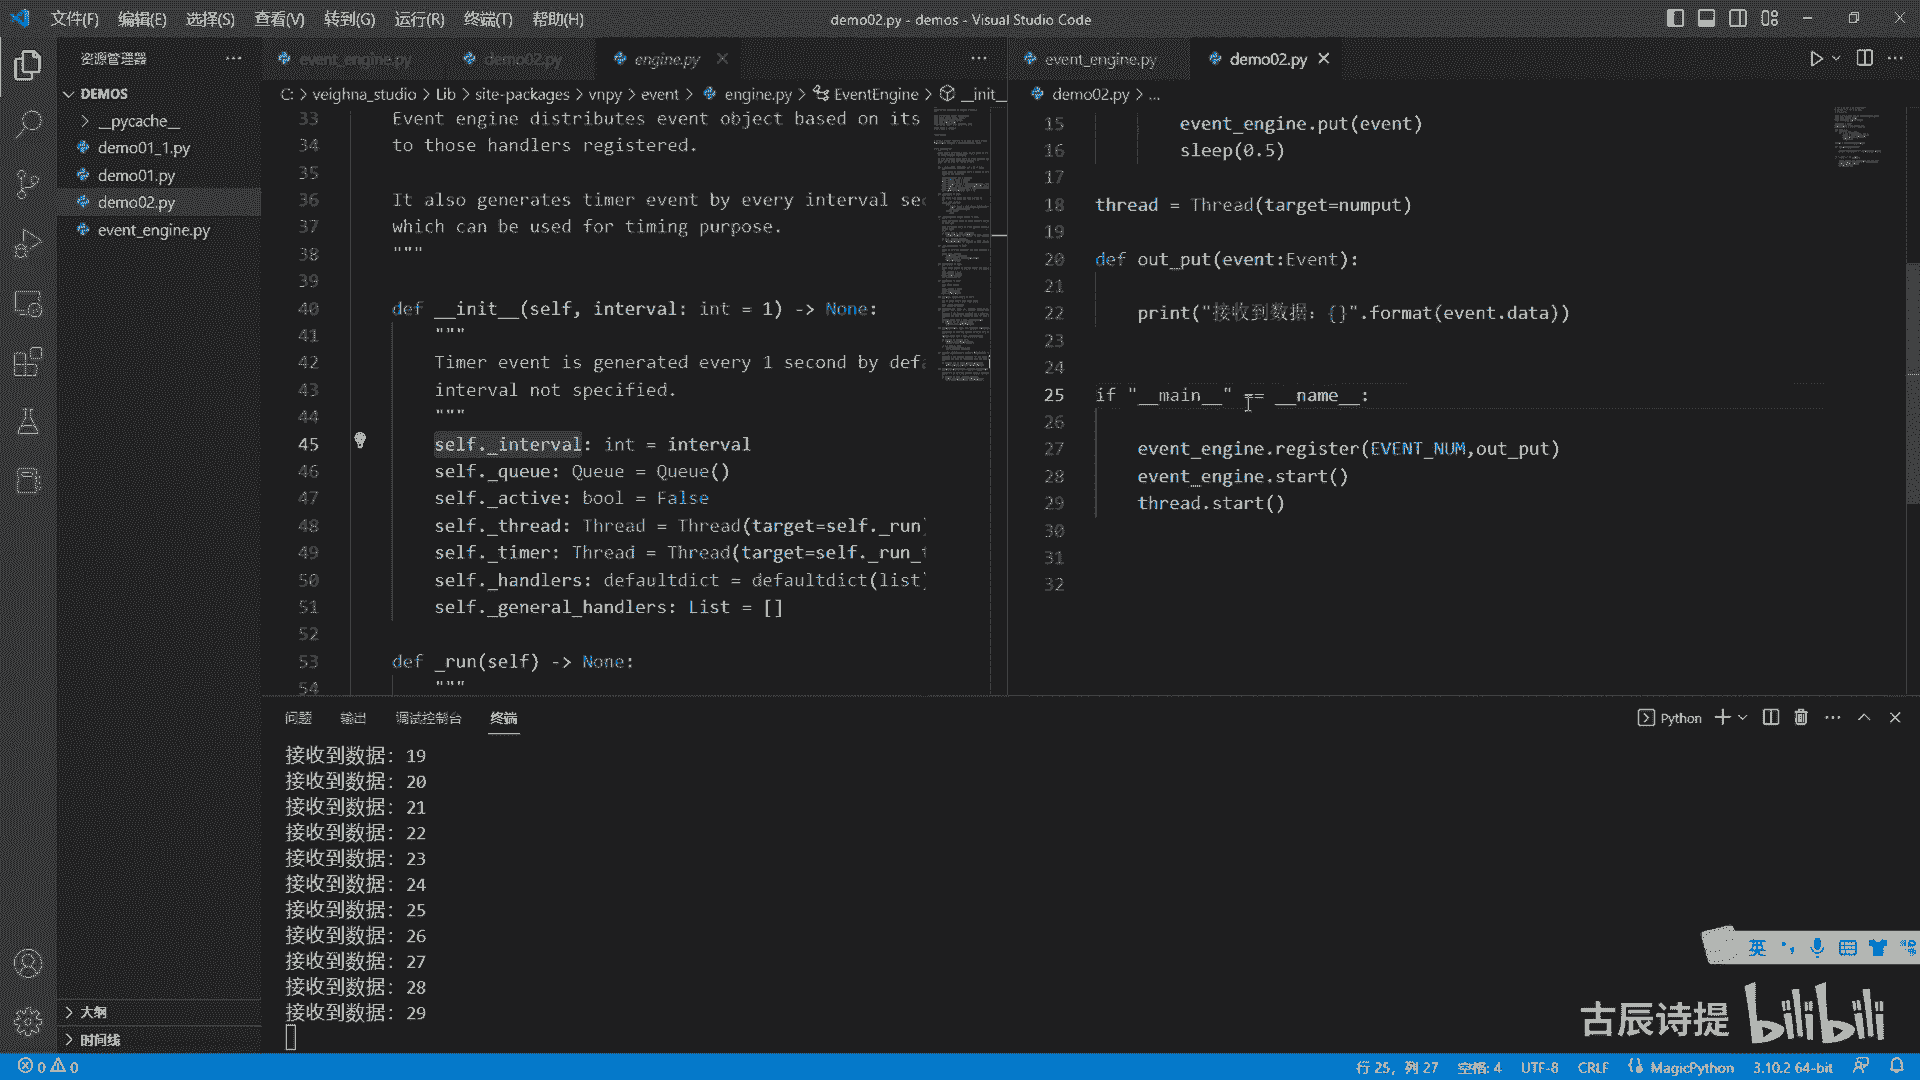 文件(F) 编辑(E) 选择(S) 查看(V) 转到(G) 运行(R) 终端(T) 帮助(H) demo02.py - demos - Visual Studio Code
资源管理器
DEMOS
__pycache__
demo01_1.py
demo01.py
demo02.py
event_engine.py
大纲
时间线
event_engine.py demo02.py engine.py
C: > veighna_studio > Lib > site-packages > vnpy > event > engine.py > EventEngine > __init__
33 Event engine distributes event object based on its
34 to those handlers registered.
35
36 It also generates timer event by every interval sec
37 which can be used for timing purpose.
38 """
39
40 def __init__(self, interval: int = 1) -> None:
41 """
42 Timer event is generated every 1 second by defa
43 interval not specified.
44 """
45 self._interval: int = interval
46 self._queue: Queue = Queue()
47 self._active: bool = False
48 self._thread: Thread = Thread(target=self._run)
49 self._timer: Thread = Thread(target=self._run_t
50 self._handlers: defaultdict = defaultdict(list)
51 self._general_handlers: List = []
52
53 def _run(self) -> None:
54 """
event_engine.py demo02.py
demo02.py > ...
15 event_engine.put(event)
16 sleep(0.5)
17
18 thread = Thread(target=numput)
19
20 def out_put(event:Event):
21
22 print("接收到数据: {}".format(event.data))
23
24
25 if "__main__" == __name__:
26
27 event_engine.register(EVENT_NUM,out_put)
28 event_engine.start()
29 thread.start()
30
31
32
问题 输出 调试控制台 终端 Python
接收到数据: 19
接收到数据: 20
接收到数据: 21
接收到数据: 22
接收到数据: 23
接收到数据: 24
接收到数据: 25
接收到数据: 26
接收到数据: 27
接收到数据: 28
接收到数据: 29
英
古辰诗提 bilibili
0 0 行 25, 列 27 空格: 4 UTF-8 CRLF MagicPython 3.10.2 64-bit